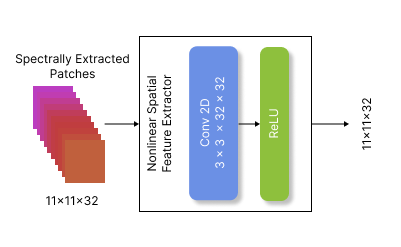 Spectrally Extracted
Patches
11×11×32
Nonlinear Spatial
Feature Extractor
Conv 2D
3 × 3 × 32 × 32
ReLU
11×11×32